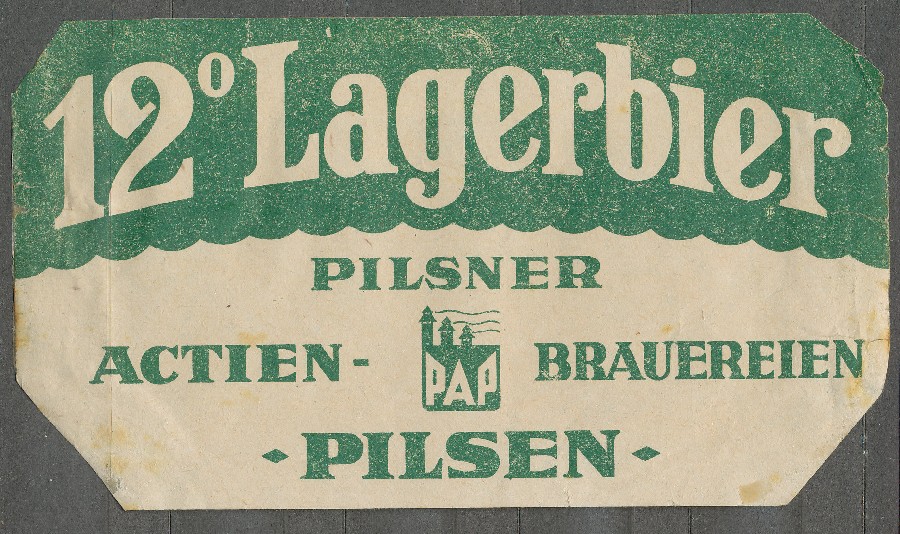 12° Lagerbier
PILSNER
ACTIEN- BRAUEREIEN
PAP
PILSEN